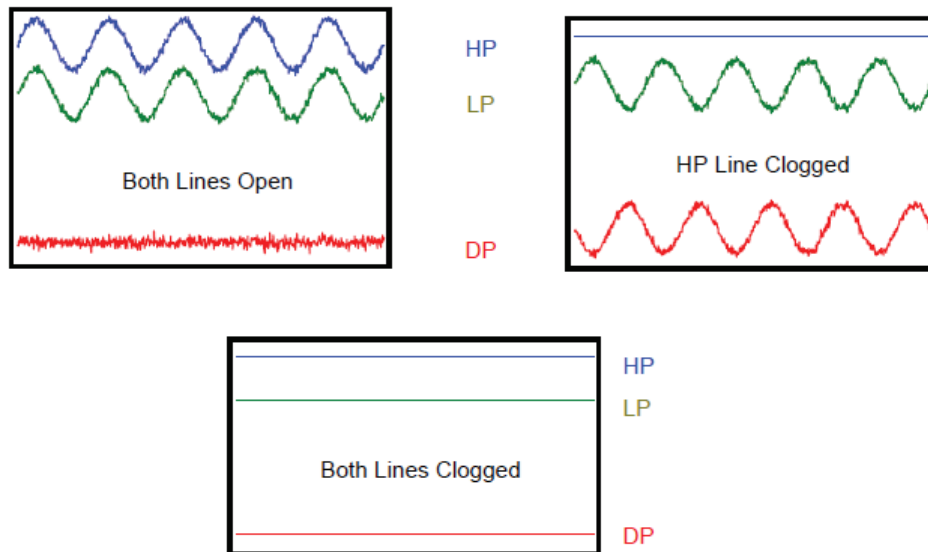 HP
LP
Both Lines Open
DP
HP Line Clogged
HP
LP
Both Lines Clogged
DP